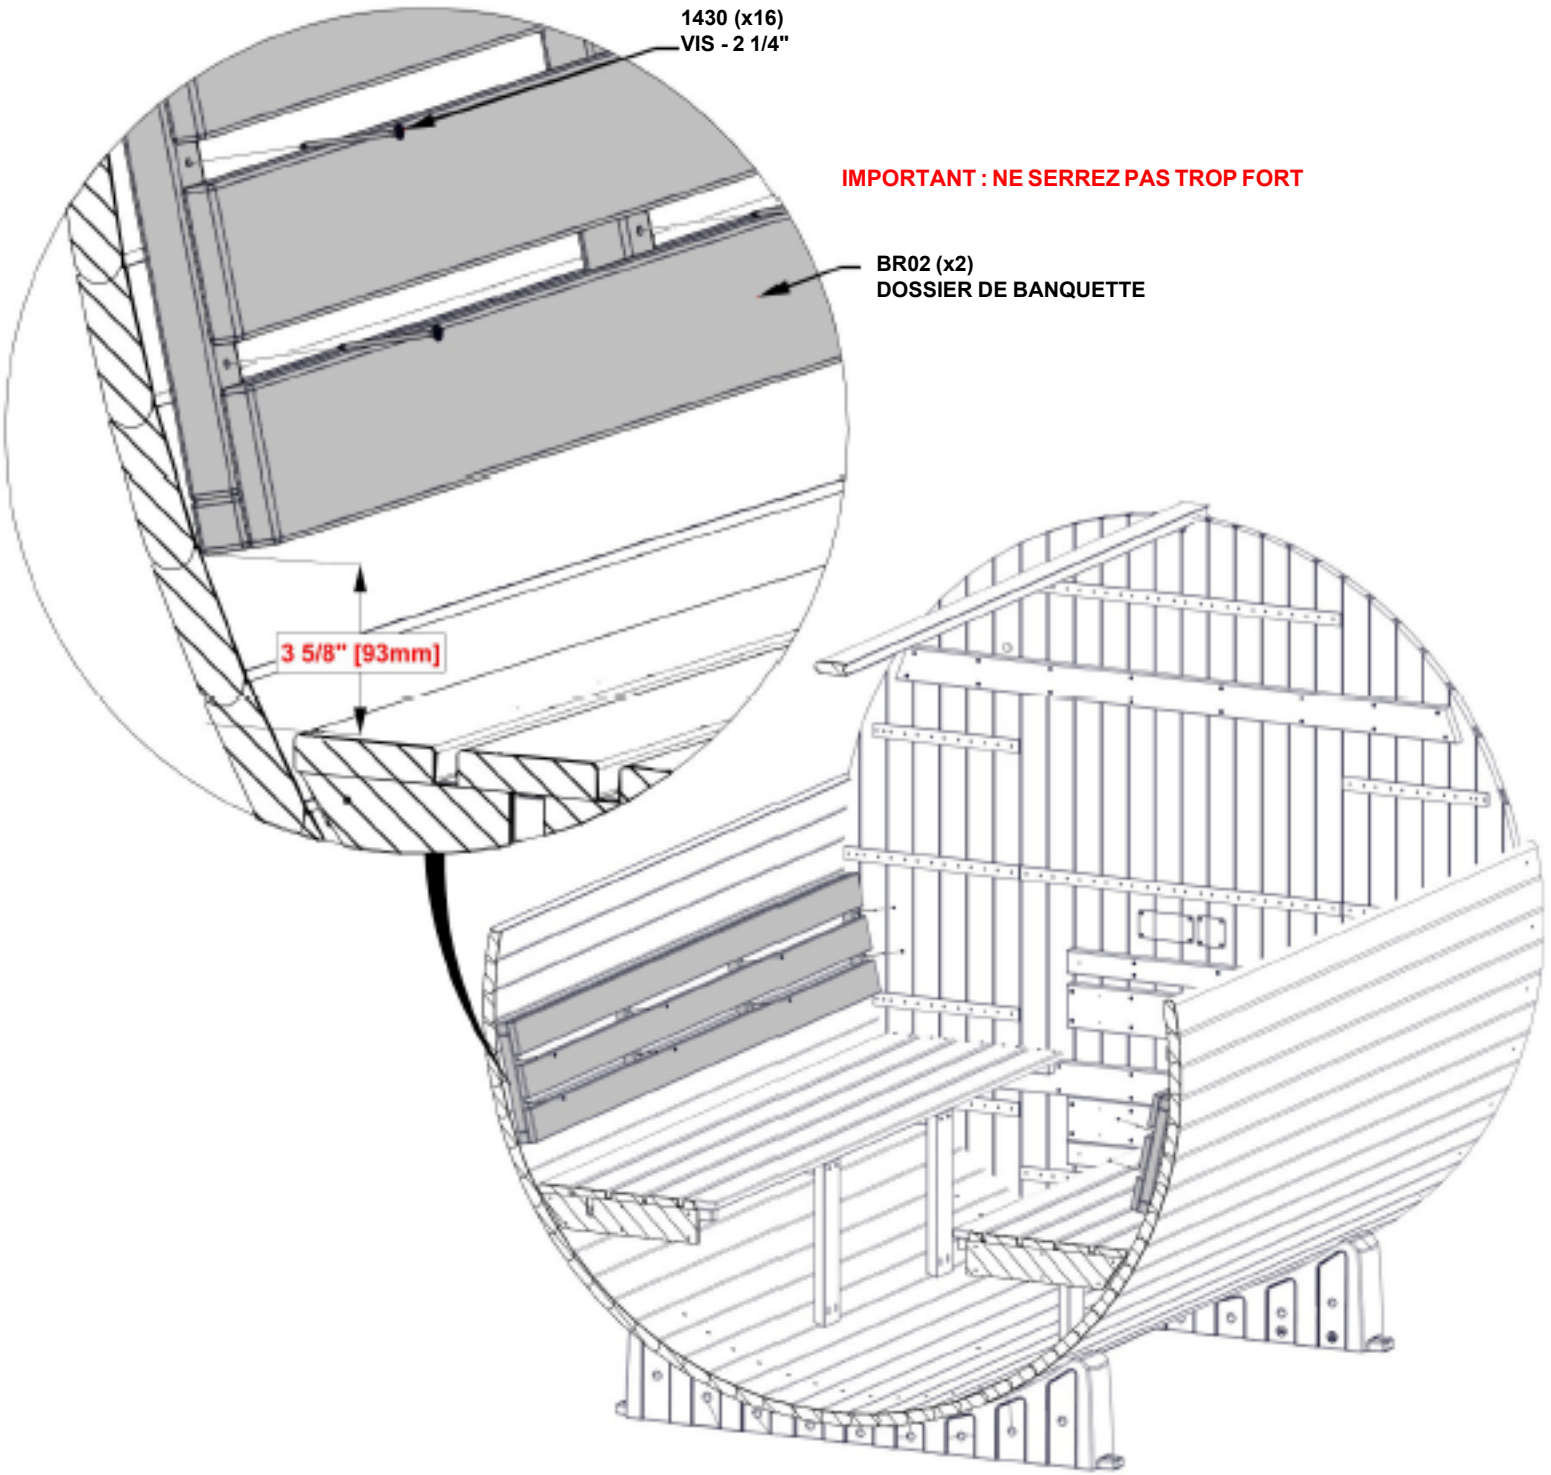 1430 (x16)
VIS - 2 1/4"
IMPORTANT : NE SERREZ PAS TROP FORT
BR02 (x2)
DOSSIER DE BANQUETTE
3 5/8" [93mm]